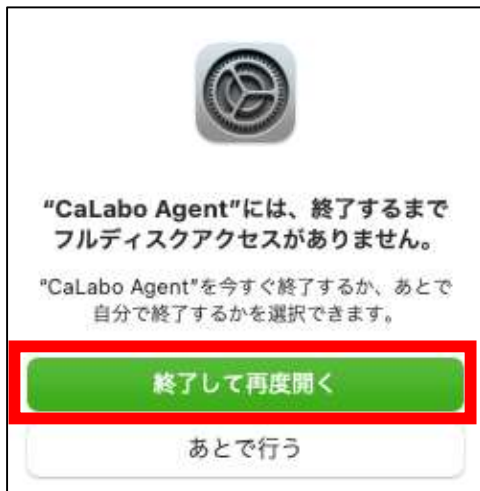 “CaLabo Agent”には、終了するまで
フルディスクアクセスがありません。
“CaLabo Agent”を今すぐ終了するか、あとで
自分で終了するかを選択できます。
終了して再度開く
あとで行う